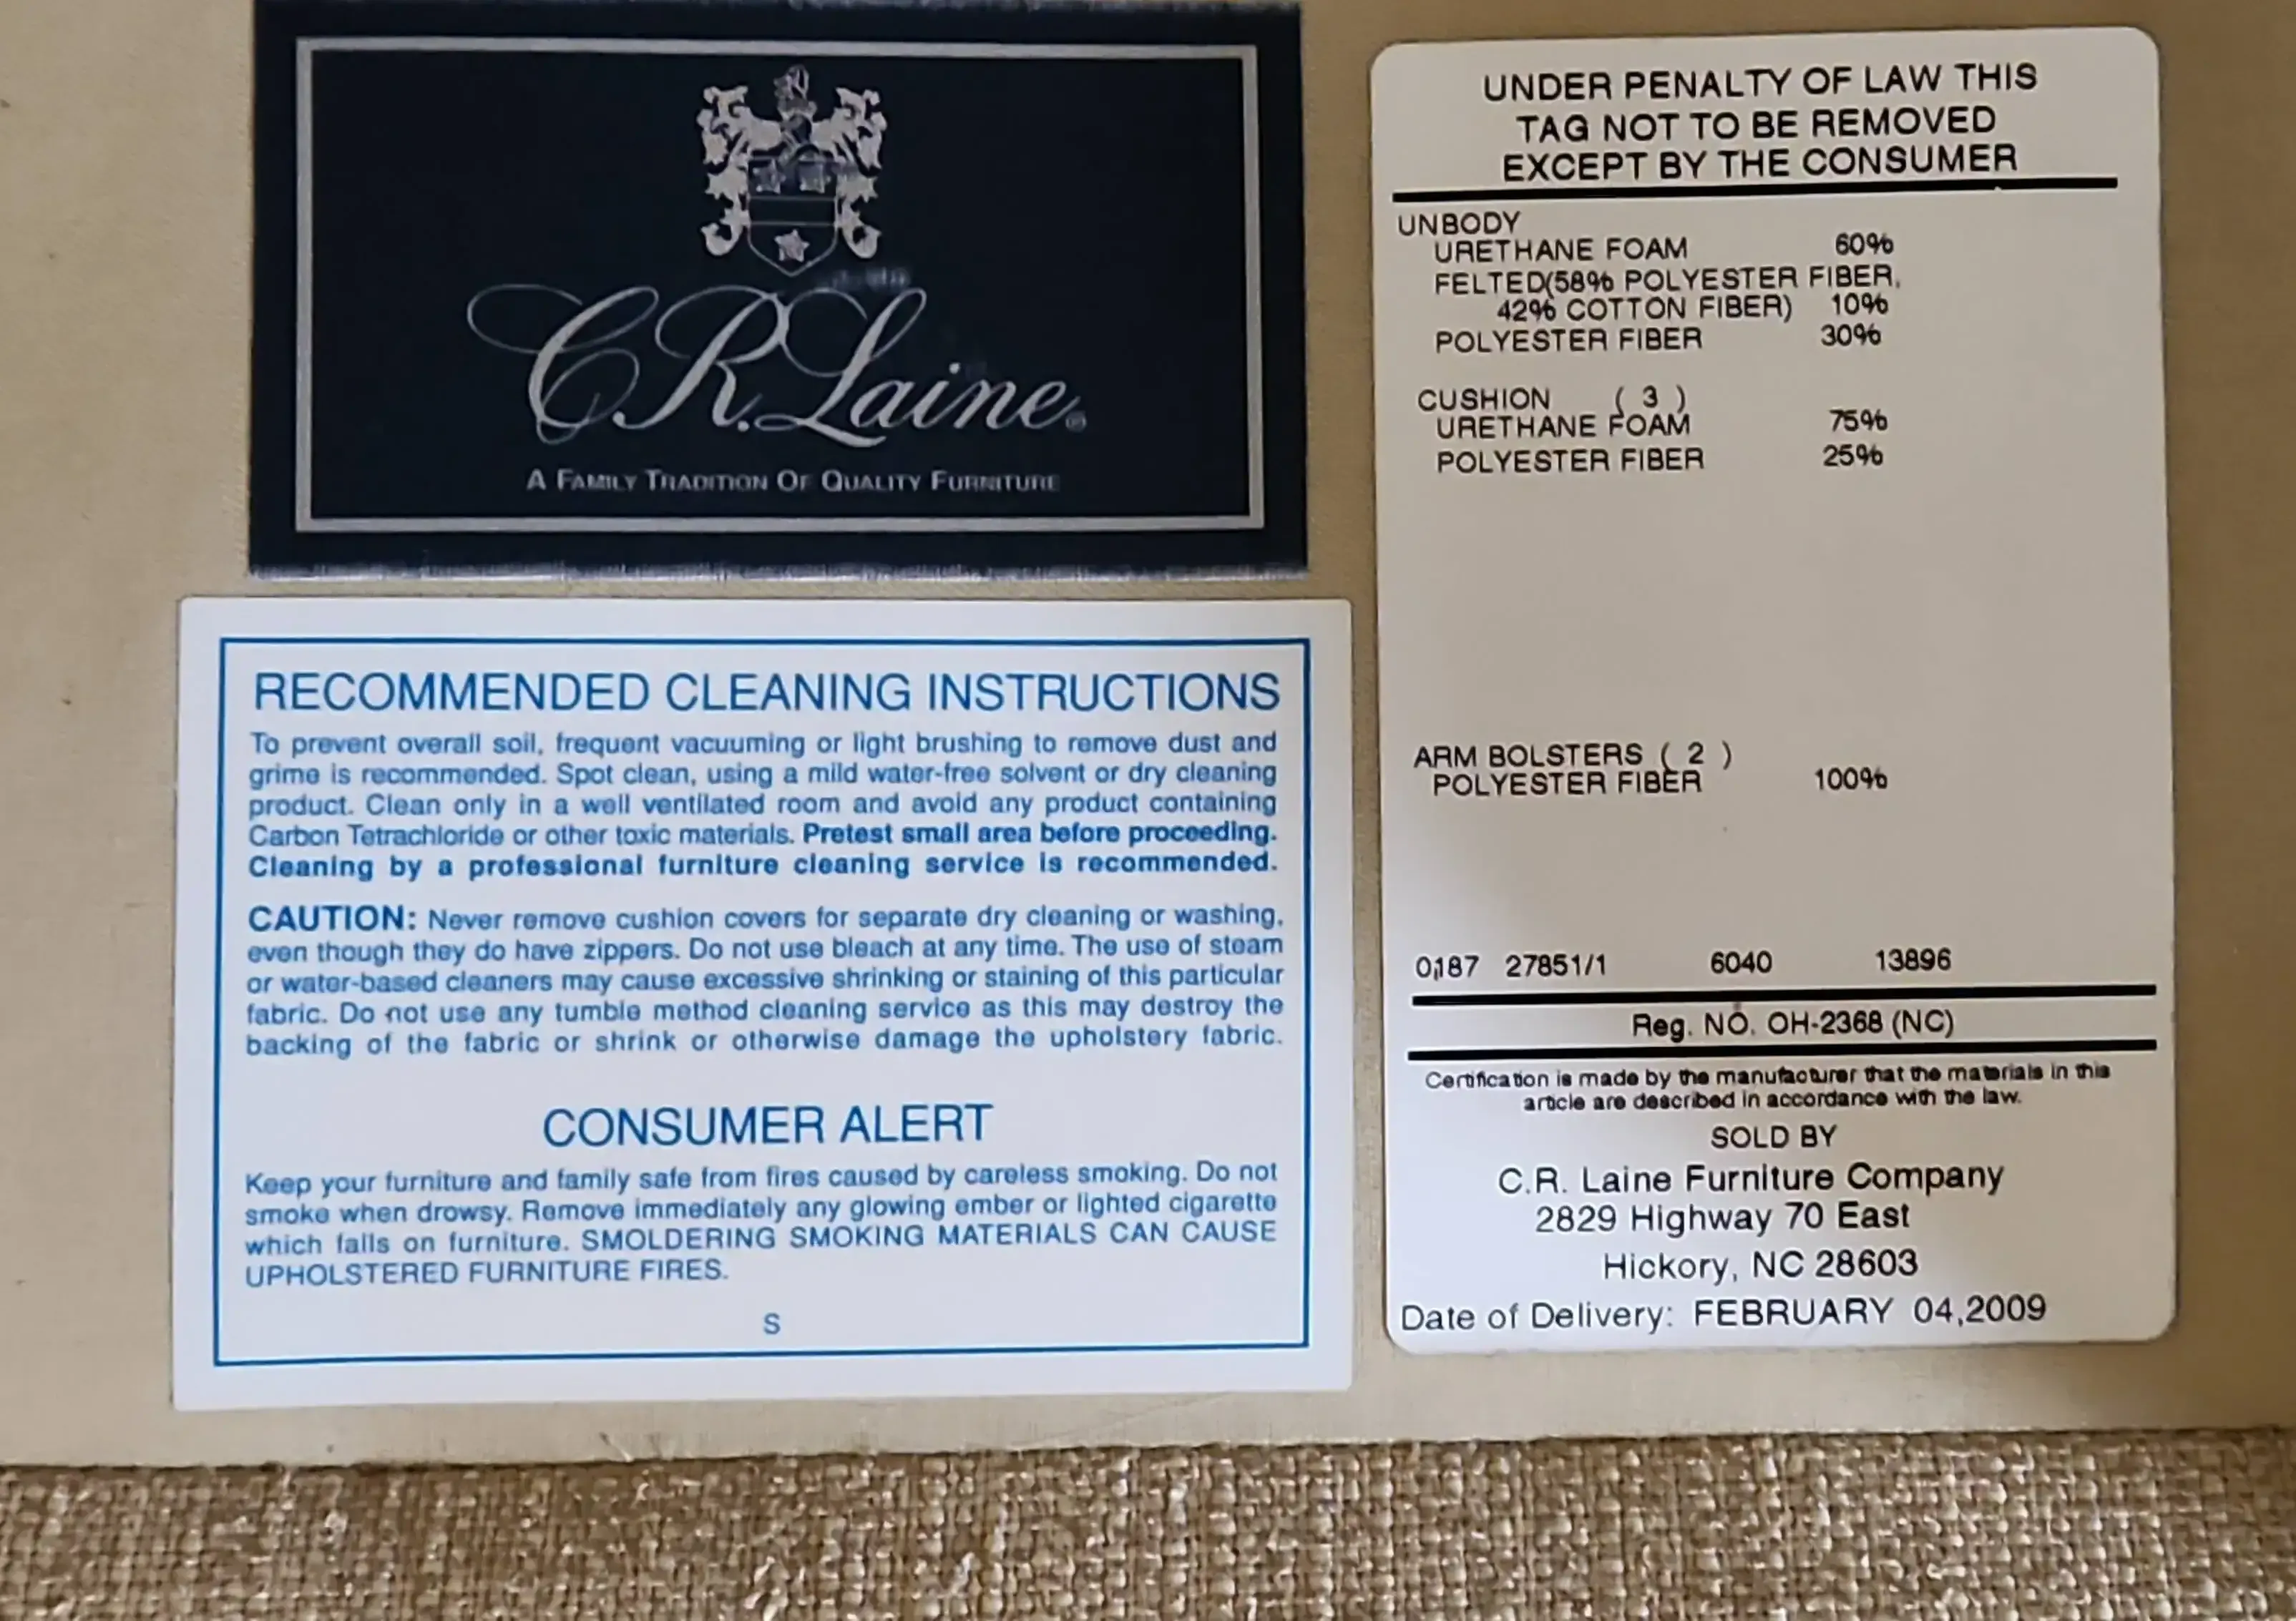 C.R. Laine®
A FAMILY TRADITION OF QUALITY FURNITURE
RECOMMENDED CLEANING INSTRUCTIONS
To prevent overall soil, frequent vacuuming or light brushing to remove dust and
grime is recommended. Spot clean, using a mild water-free solvent or dry cleaning
product. Clean only in a well ventilated room and avoid any product containing
Carbon Tetrachloride or other toxic materials. Pretest small area before proceeding.
Cleaning by a professional furniture cleaning service is recommended.
CAUTION: Never remove cushion covers for separate dry cleaning or washing,
even though they do have zippers. Do not use bleach at any time. The use of steam
or water-based cleaners may cause excessive shrinking or staining of this particular
fabric. Do not use any tumble method cleaning service as this may destroy the
backing of the fabric or shrink or otherwise damage the upholstery fabric.
CONSUMER ALERT
Keep your furniture and family safe from fires caused by careless smoking. Do not
smoke when drowsy. Remove immediately any glowing ember or lighted cigarette
which falls on furniture. SMOLDERING SMOKING MATERIALS CAN CAUSE
UPHOLSTERED FURNITURE FIRES.
S
UNDER PENALTY OF LAW THIS
TAG NOT TO BE REMOVED
EXCEPT BY THE CONSUMER
UNBODY
URETHANE FOAM 60%
FELTED(58% POLYESTER FIBER,
42% COTTON FIBER) 10%
POLYESTER FIBER 30%
CUSHION ( 3 )
URETHANE FOAM 75%
POLYESTER FIBER 25%
ARM BOLSTERS ( 2 )
POLYESTER FIBER 100%
0187 27851/1 6040 13896
Reg. NO. OH-2368 (NC)
Certification is made by the manufacturer that the materials in this
article are described in accordance with the law.
SOLD BY
C.R. Laine Furniture Company
2829 Highway 70 East
Hickory, NC 28603
Date of Delivery: FEBRUARY 04,2009